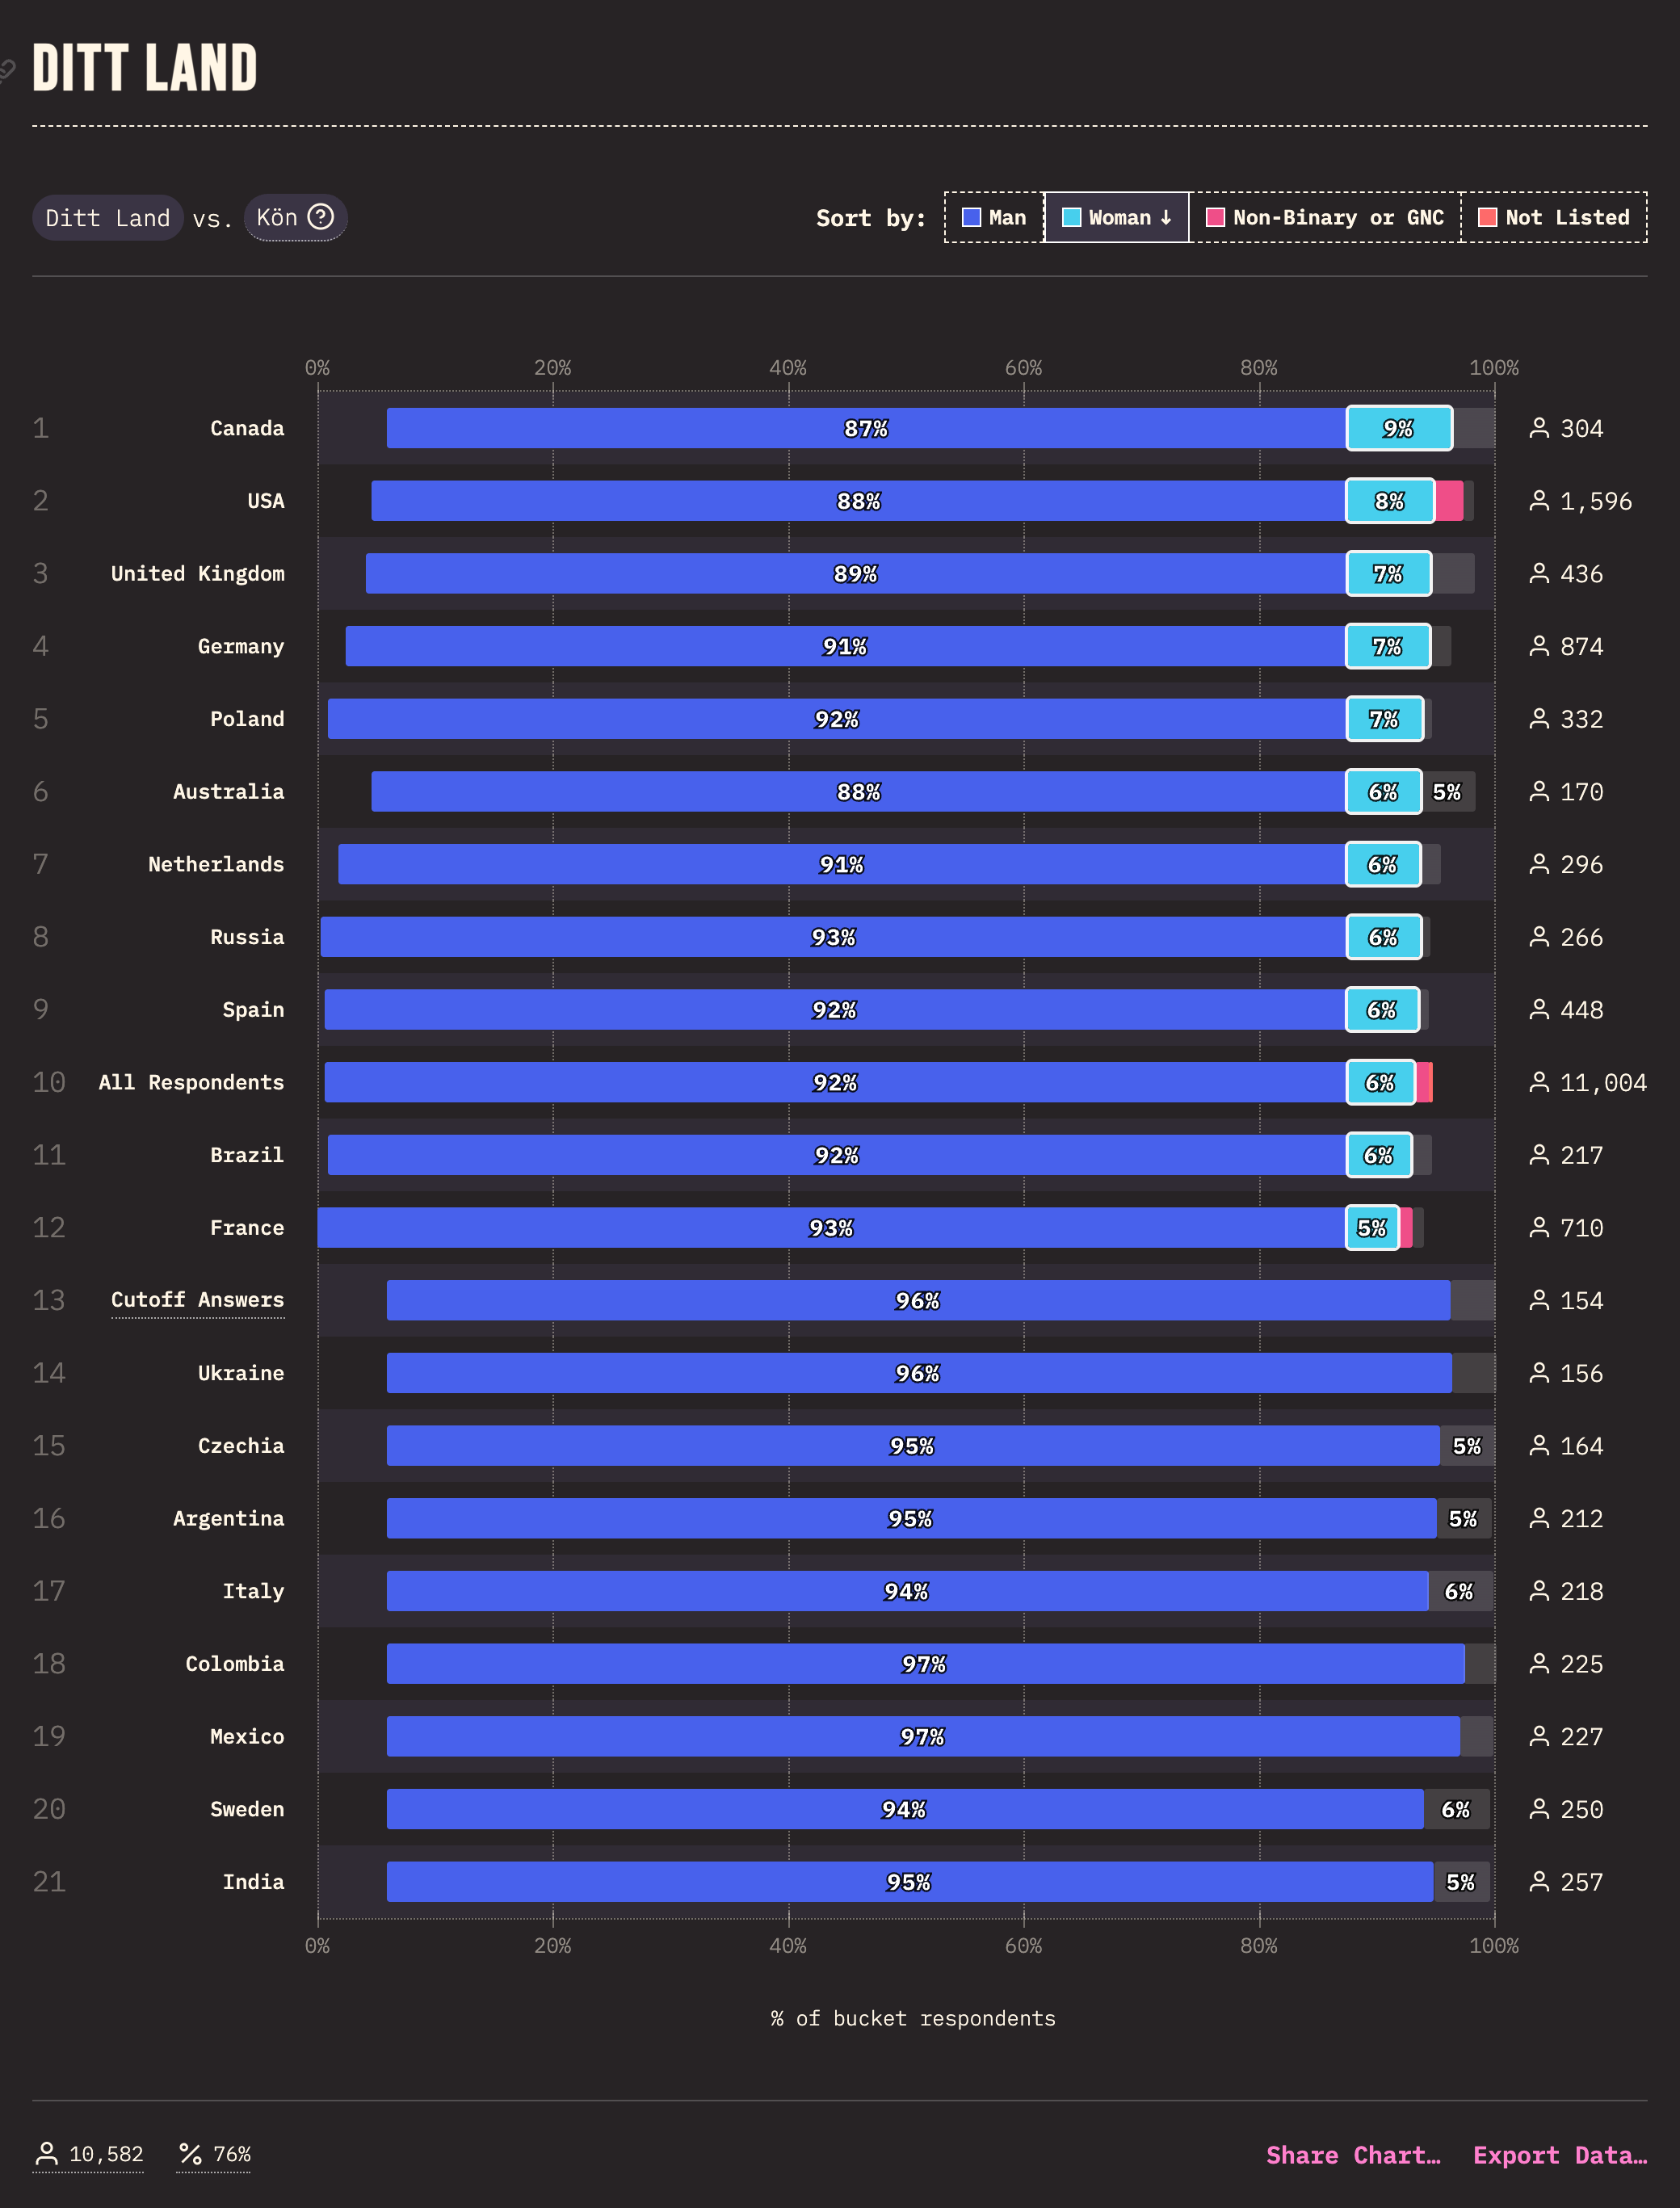 DITT LAND
Ditt Land vs. Kön ?
Sort by: Man Woman ↓ Non-Binary or GNC Not Listed
0% 20% 40% 60% 80% 100%
1 Canada 87% 9% 304
2 USA 88% 8% 1,596
3 United Kingdom 89% 7% 436
4 Germany 91% 7% 874
5 Poland 92% 7% 332
6 Australia 88% 6% 5% 170
7 Netherlands 91% 6% 296
8 Russia 93% 6% 266
9 Spain 92% 6% 448
10 All Respondents 92% 6% 11,004
11 Brazil 92% 6% 217
12 France 93% 5% 710
13 Cutoff Answers 96% 154
14 Ukraine 96% 156
15 Czechia 95% 5% 164
16 Argentina 95% 5% 212
17 Italy 94% 6% 218
18 Colombia 97% 225
19 Mexico 97% 227
20 Sweden 94% 6% 250
21 India 95% 5% 257
0% 20% 40% 60% 80% 100%
% of bucket respondents
10,582 % 76% Share Chart… Export Data…